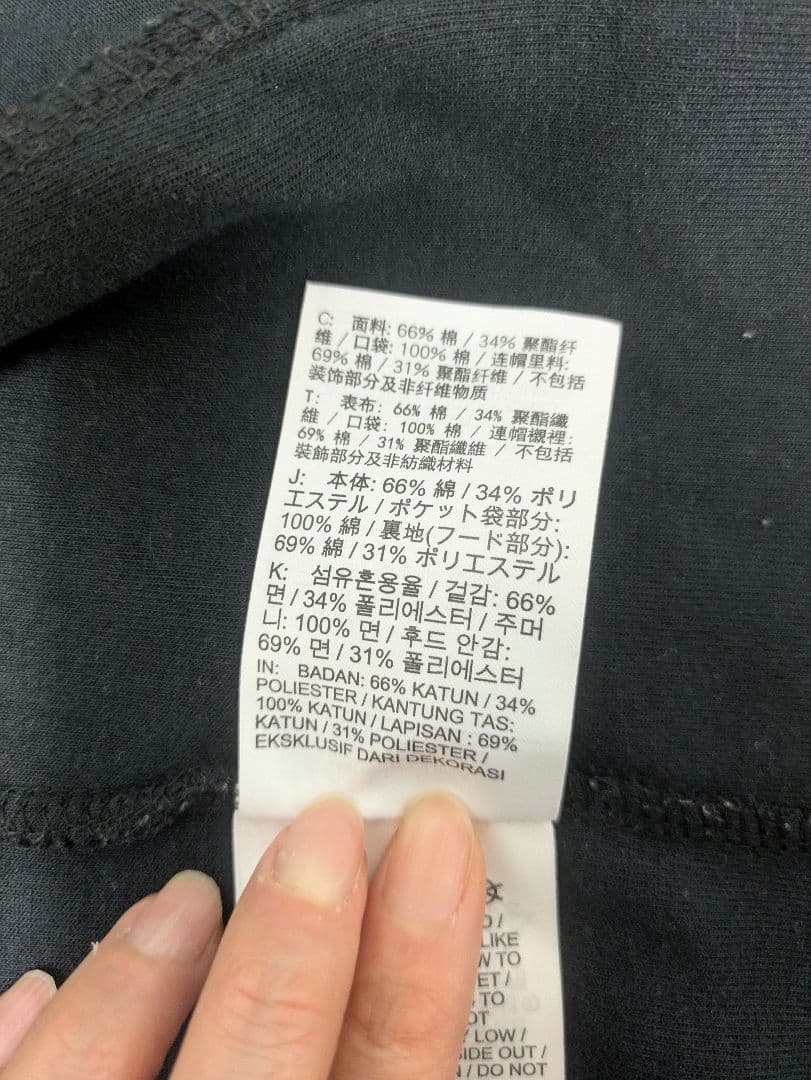 C: 面料: 66% 棉 / 34% 聚酯纤
维 / 口袋: 100% 棉 / 连帽里料:
69% 棉 / 31% 聚酯纤维 / 不包括
装饰部分及非纤维物质
T: 表布: 66% 棉 / 34% 聚酯纖
維 / 口袋: 100% 棉 / 連帽襯裡:
69% 棉 / 31% 聚酯纖維 / 不包括
裝飾部分及非紡織材料
J: 本体: 66% 綿 / 34% ポリ
エステル / ポケット袋部分:
100% 綿 / 裏地(フード部分):
69% 綿 / 31% ポリエステル
K: 섬유혼용율 / 겉감: 66%
면 / 34% 폴리에스터 / 주머
니: 100% 면 / 후드 안감:
69% 면 / 31% 폴리에스터
IN: BADAN: 66% KATUN / 34%
POLIESTER / KANTUNG TAS:
100% KATUN / LAPISAN : 69%
KATUN / 31% POLIESTER /
EKSKLUSIF DARI DEKORASI
/
LIKE
TO
/
TO
LOW /
OUT /
/ DO NOT